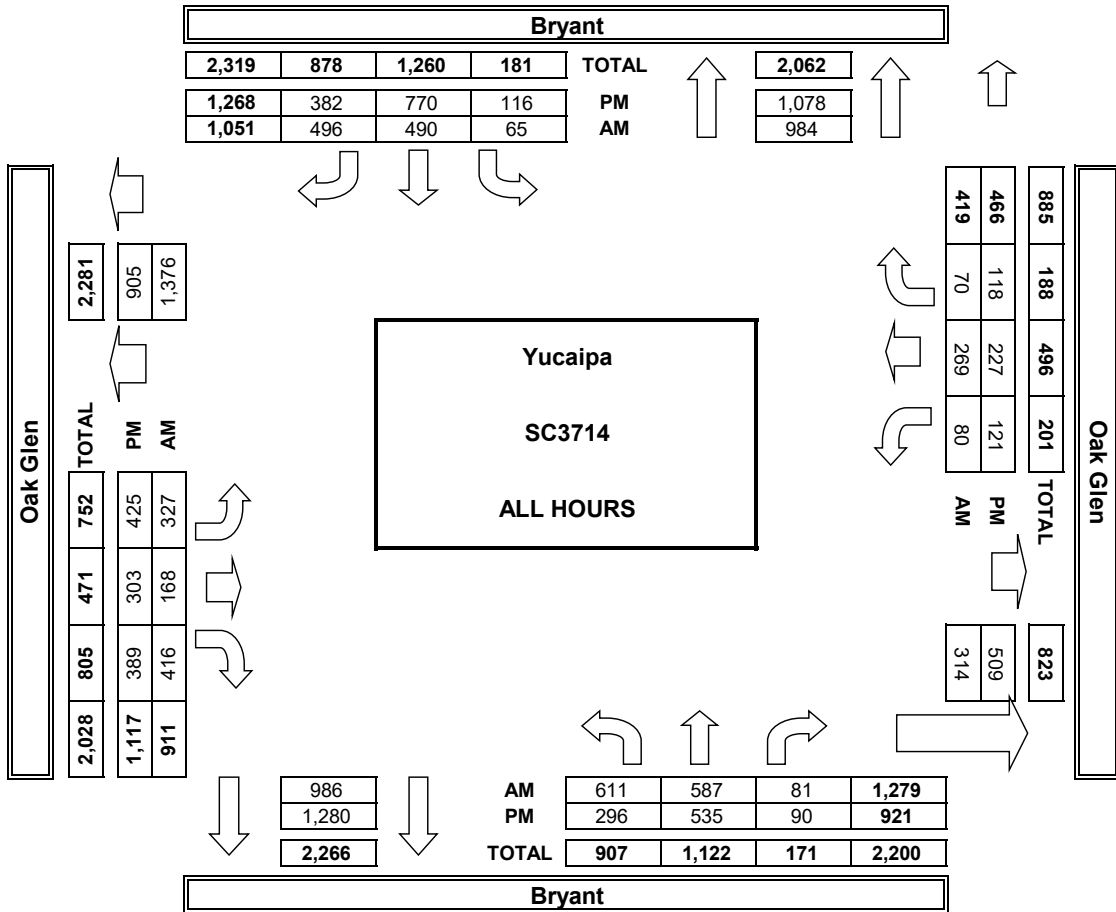 Bryant
2,319 878 1,260 181 TOTAL 2,062
1,268 382 770 116 PM 1,078
1,051 496 490 65 AM 984
Oak Glen
2,281
905
1,376
TOTAL
PM
AM
752 425 327
471 303 168
805 389 416
2,028 1,117 911
Yucaipa
SC3714
ALL HOURS
419 466 885
70 118 188
269 227 496
80 121 201
AM PM TOTAL
314 509 823
Oak Glen
986 AM 611 587 81 1,279
1,280 PM 296 535 90 921
2,266 TOTAL 907 1,122 171 2,200
Bryant